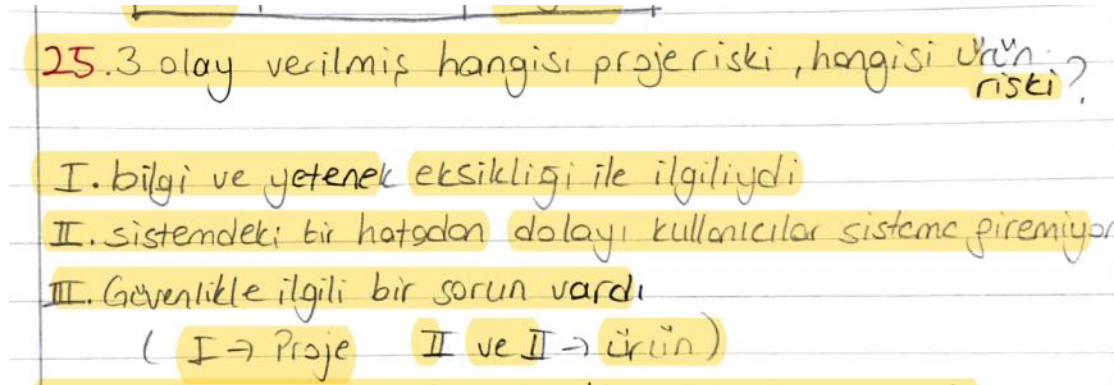 25. 3 olay verilmiş hangisi proje riski, hangisi ürün riski?
I. bilgi ve yetenek eksikliği ile ilgiliydi
II. sistemdeki bir hatadan dolayı kullanıcılar sisteme giremiyor
III. Güvenlikle ilgili bir sorun vardı
( I → Proje II ve II → ürün )